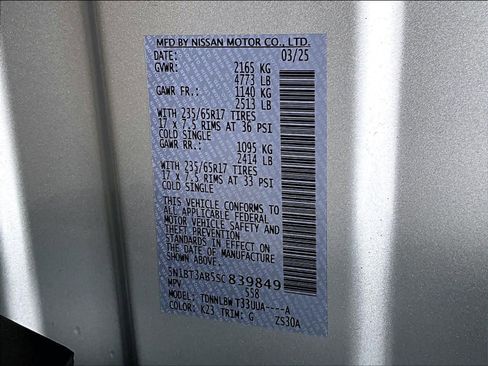 MFD BY NISSAN MOTOR CO., LTD.
DATE: 03/25
GVWR: 2165 KG
4773 LB
GAWR FR.: 1140 KG
2513 LB
WITH 235/65R17 TIRES
17 x 7.5 RIMS AT 36 PSI
COLD SINGLE
GAWR RR.: 1095 KG
2414 LB
WITH 235/65R17 TIRES
17 x 7.5 RIMS AT 33 PSI
COLD SINGLE
THIS VEHICLE CONFORMS TO
ALL APPLICABLE FEDERAL
MOTOR VEHICLE SAFETY AND
THEFT PREVENTION
STANDARDS IN EFFECT ON
THE DATE OF MANUFACTURE
SHOWN ABOVE.
5N1BT3AB5SC839849
MPV 558
MODEL: TDNNLBW T33UUA----A
COLOR: K23 TRIM: G ZS30A